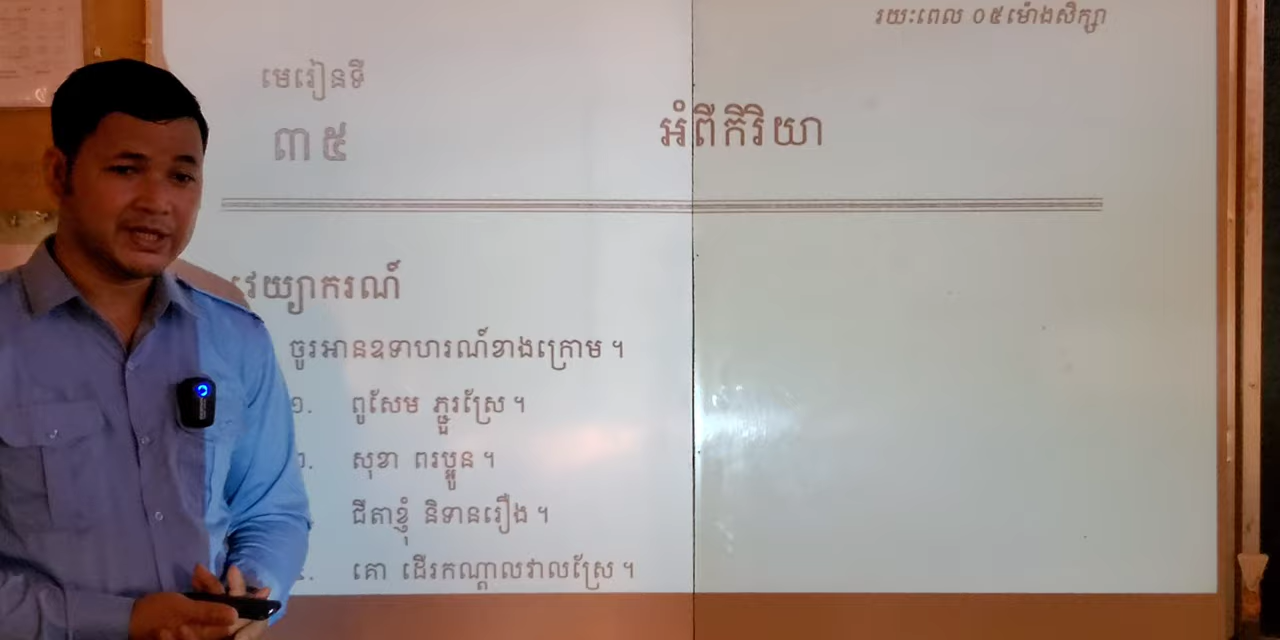 រយៈពេល ០៥ម៉ោងសិក្សា
មេរៀនទី
៣៥
អំពីកិរិយា
វេយ្យាករណ៍
ចូរអានឧទាហរណ៍ខាងក្រោម ។
១. ពូសែម ភ្ជួរស្រែ ។
សុខា ពរប្អូន ។
ជីតាខ្ញុំ និទានរឿង ។
គោ ដើរកណ្ដាលវាលស្រែ ។